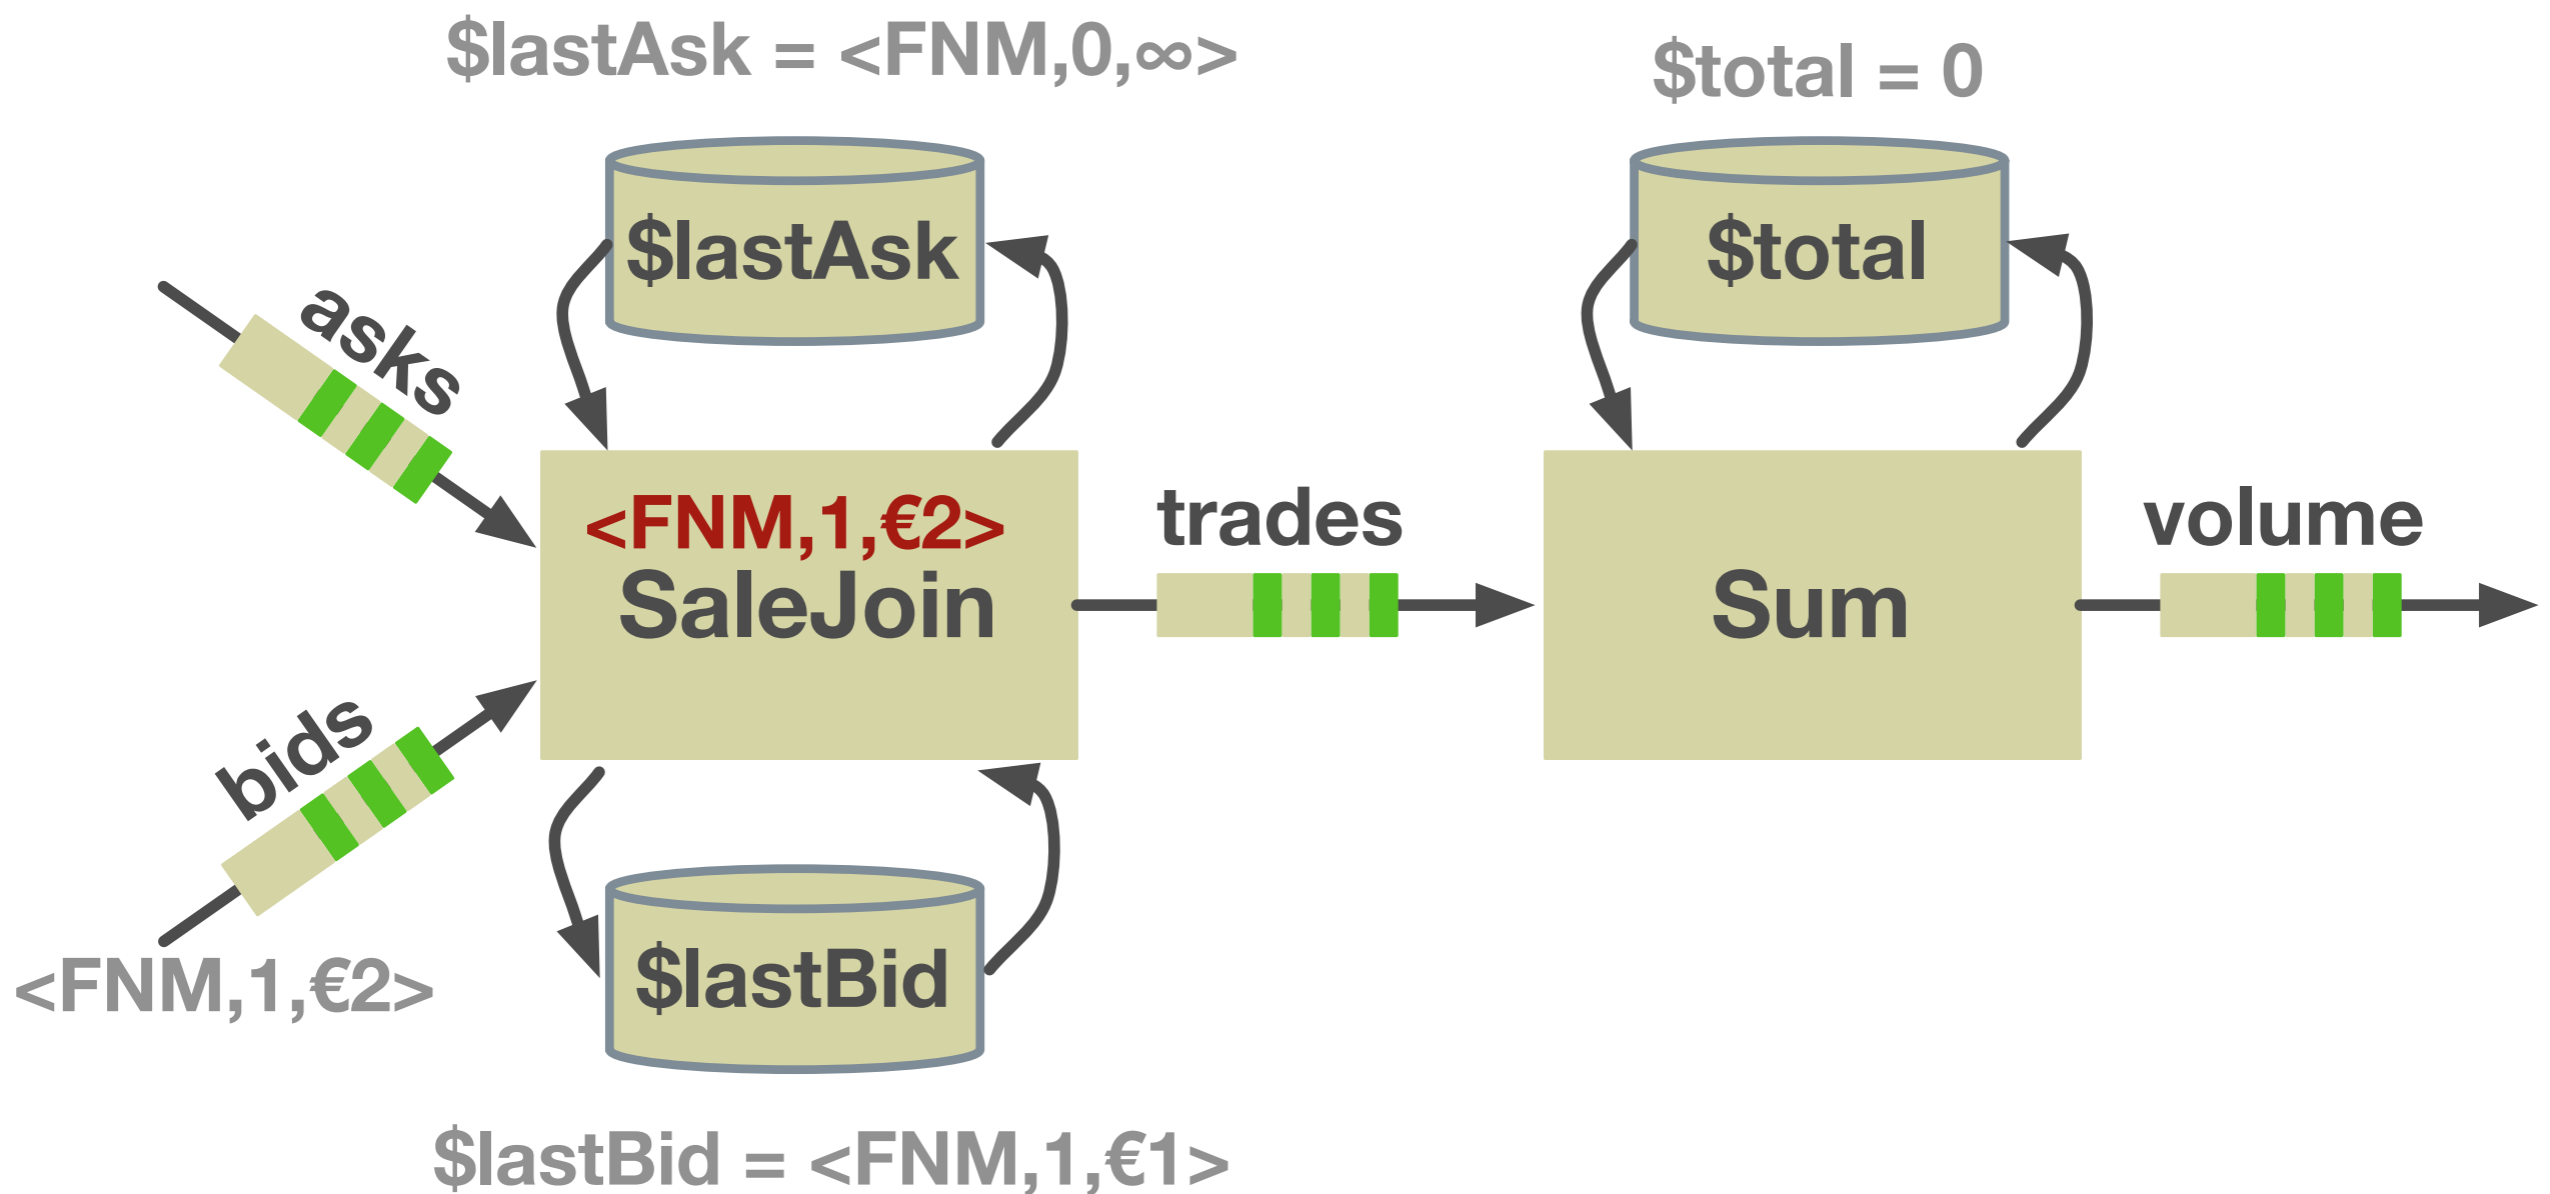 $lastAsk = <FNM,0,∞>
$total = 0
$lastAsk
$total
asks
<FNM,1,€2>
SaleJoin
trades
Sum
volume
bids
<FNM,1,€2>
$lastBid
$lastBid = <FNM,1,€1>